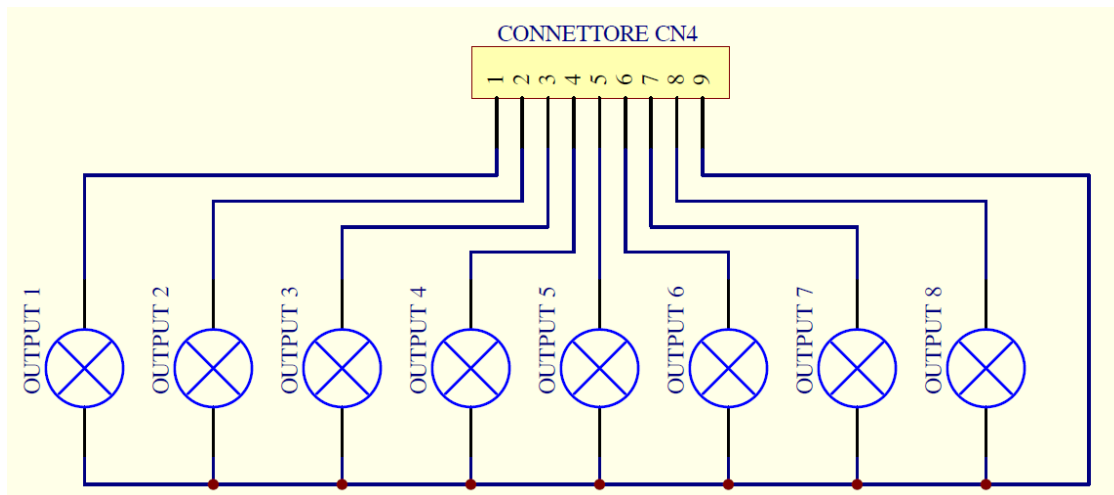 CONNETTORE CN4
1 2 3 4 5 6 7 8 9
OUTPUT 1
OUTPUT 2
OUTPUT 3
OUTPUT 4
OUTPUT 5
OUTPUT 6
OUTPUT 7
OUTPUT 8